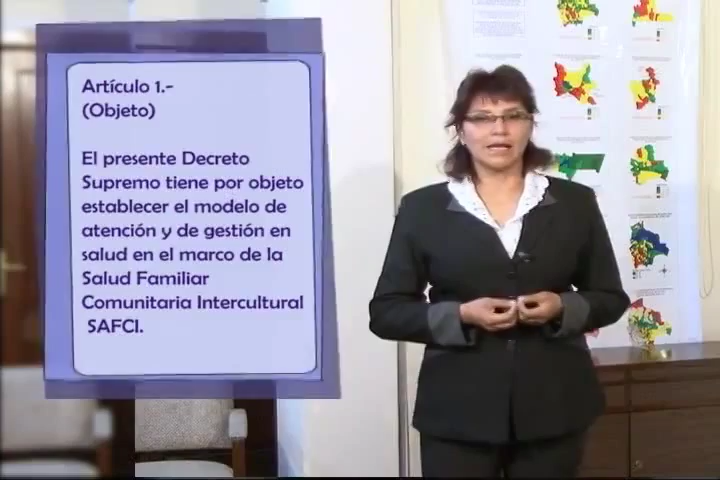 Artículo 1.-
(Objeto)
El presente Decreto
Supremo tiene por objeto
establecer el modelo de
atención y de gestión en
salud en el marco de la
Salud Familiar
Comunitaria Intercultural
SAFCI.